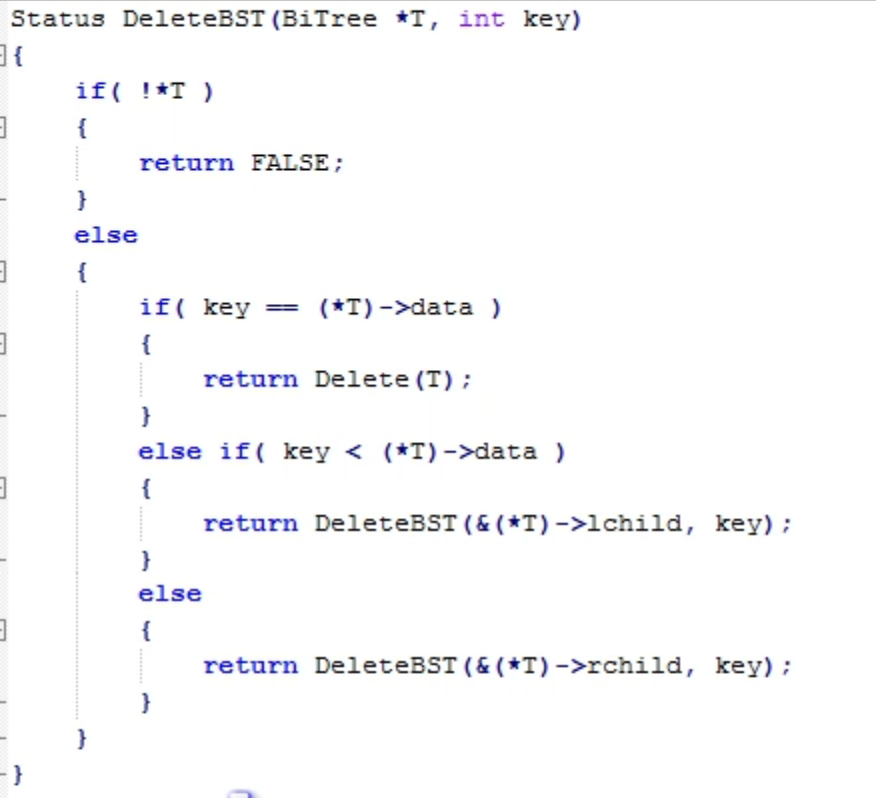 Status DeleteBST(BiTree *T, int key)
{
    if( !*T )
    {
        return FALSE;
    }
    else
    {
        if( key == (*T)->data )
        {
            return Delete(T);
        }
        else if( key < (*T)->data )
        {
            return DeleteBST(&(*T)->lchild, key);
        }
        else
        {
            return DeleteBST(&(*T)->rchild, key);
        }
    }
}